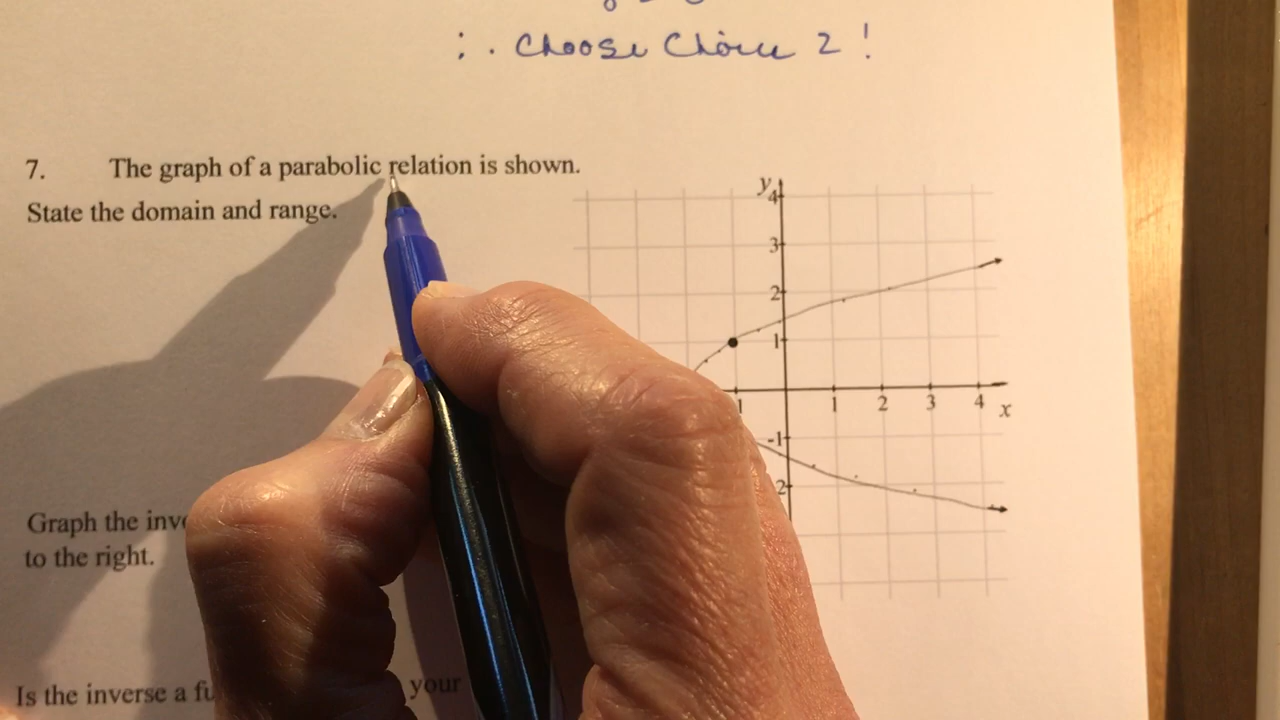 ∴ Choose Choice 2!
7. The graph of a parabolic relation is shown.
State the domain and range.
y
4
3
2
1
1 1 2 3 4 x
-1
2
Graph the inve
to the right.
Is the inverse a fu your